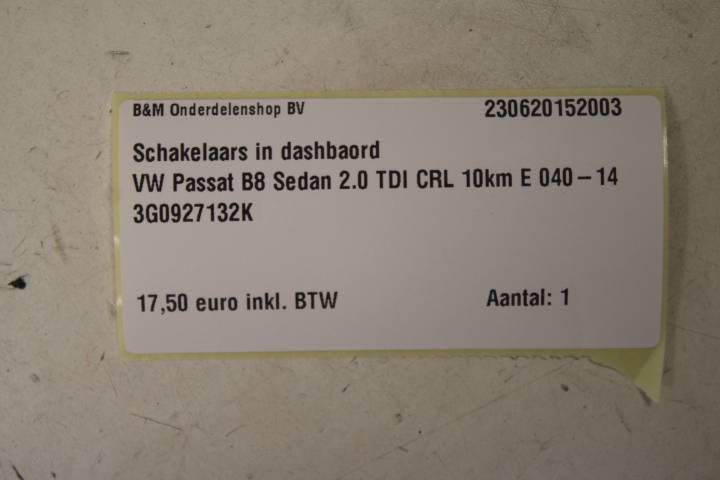 B&M Onderdelenshop BV 230620152003
Schakelaars in dashbaord
VW Passat B8 Sedan 2.0 TDI CRL 10km E 040-14
3G0927132K
17,50 euro inkl. BTW Aantal: 1